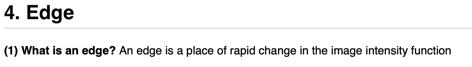 4. Edge
(1) What is an edge? An edge is a place of rapid change in the image intensity function